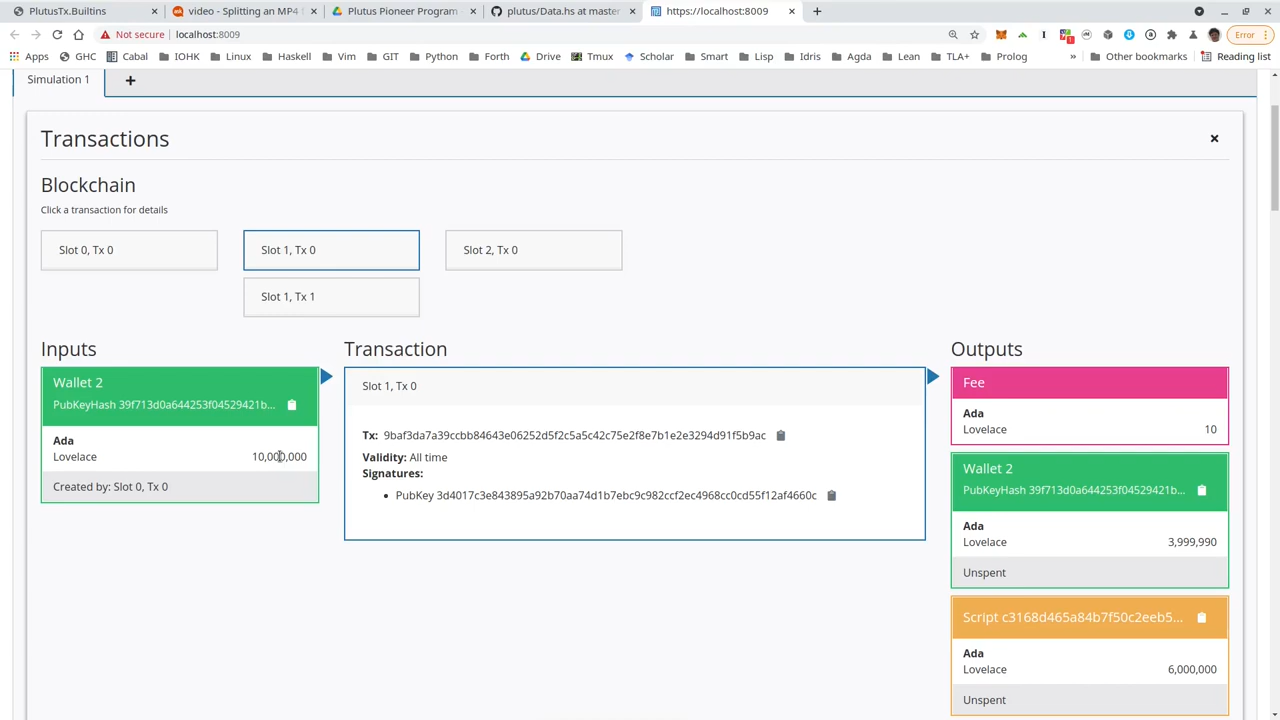 PlutusTx.Builtins
video - Splitting an MP4
Plutus Pioneer Program
plutus/Data.hs at master
https://localhost:8009
Not secure
localhost:8009
Error
Apps
GHC
Cabal
IOHK
Linux
Haskell
Vim
GIT
Python
Forth
Drive
Tmux
Scholar
Smart
Lisp
Idris
Agda
Lean
TLA+
Prolog
»
Other bookmarks
Reading list
Simulation 1
+
Transactions
Blockchain
Click a transaction for details
Slot 0, Tx 0
Slot 1, Tx 0
Slot 2, Tx 0
Slot 1, Tx 1
Inputs
Wallet 2
PubKeyHash 39f713d0a644253f04529421b...
Ada
Lovelace 10,000,000
Created by: Slot 0, Tx 0
Transaction
Slot 1, Tx 0
Tx: 9baf3da7a39ccbb84643e06252d5f2c5a5c42c75e2f8e7b1e2e3294d91f5b9ac
Validity: All time
Signatures:
PubKey 3d4017c3e843895a92b70aa74d1b7ebc9c982ccf2ec4968cc0cd55f12af4660c
Outputs
Fee
Ada
Lovelace 10
Wallet 2
PubKeyHash 39f713d0a644253f04529421b...
Ada
Lovelace 3,999,990
Unspent
Script c3168d465a84b7f50c2eeb5...
Ada
Lovelace 6,000,000
Unspent